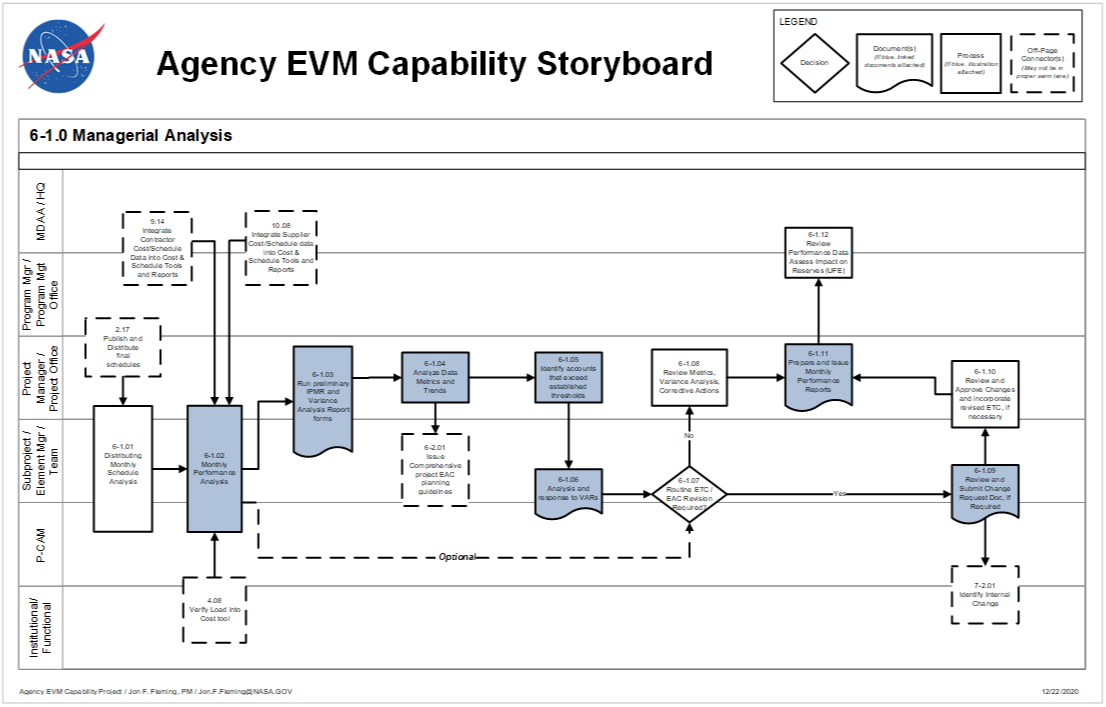 NASA
Agency EVM Capability Storyboard
LEGEND
Decision
Document(s)
(If blue, linked
documents attached)
Process
(If blue, illustration
attached)
Off-Page
Connector(s)
(May not be in
proper swim lane)
6-1.0 Managerial Analysis
MDAA / HQ
Program Mgr /
Program Mgt
Office
Project
Manager /
Project Office
Subproject /
Element Mgr /
Team
P-CAM
Institutional/
Functional
9.14
Integrate
Contractor
Cost/Schedule
Data into Cost &
Schedule Tools
and Reports
10.08
Integrate Supplier
Cost/Schedule data
into Cost &
Schedule Tools and
Reports
6-1.12
Review
Performance Data
Assess Impact on
Reserves (UFE)
2.17
Publish and
Distribute
final
schedules
6-1.03
Run preliminary
IPMR and
Variance
Analysis Report
forms
6-1.04
Analyze Data
Metrics and
Trends
6-1.05
Identify accounts
that exceed
established
thresholds
6-1.08
Review Metrics,
Variance Analysis,
Corrective Actions
6-1.11
Prepare and Issue
Monthly
Performance
Reports
6-1.10
Review and
Approve Changes
and incorporate
revised ETC, if
necessary
6-1.01
Distributing
Monthly
Schedule
Analysis
6-1.02
Monthly
Performance
Analysis
6-2.01
Issue
Comprehensive
project EAC
planning
guidelines
6-1.06
Analysis and
response to VARs
No
6-1.07
Routine ETC /
EAC Revision
Required?
Yes
6-1.09
Review and
Submit Change
Request Doc, If
Required
Optional
4.08
Verify Load into
Cost tool
7-2.01
Identify Internal
Change
Agency EVM Capability Project / Jon F. Fleming, PM / Jon.F.Fleming@NASA.GOV
12/22/2020